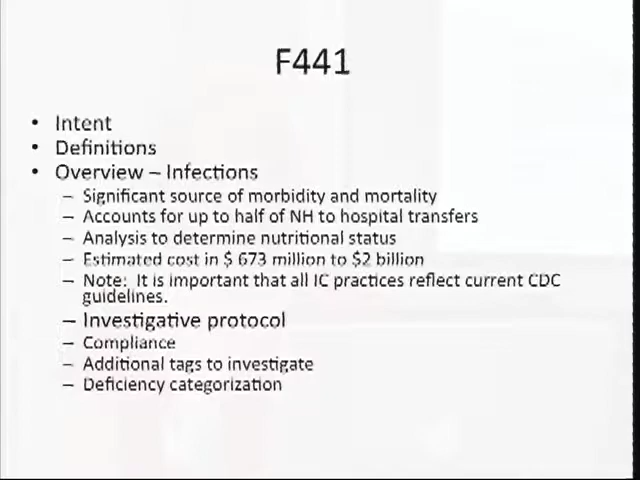 F441
• Intent
• Definitions
• Overview – Infections
– Significant source of morbidity and mortality
– Accounts for up to half of NH to hospital transfers
– Analysis to determine nutritional status
– Estimated cost in $ 673 million to $2 billion
– Note:  It is important that all IC practices reflect current CDC
guidelines.
– Investigative protocol
– Compliance
– Additional tags to investigate
– Deficiency categorization